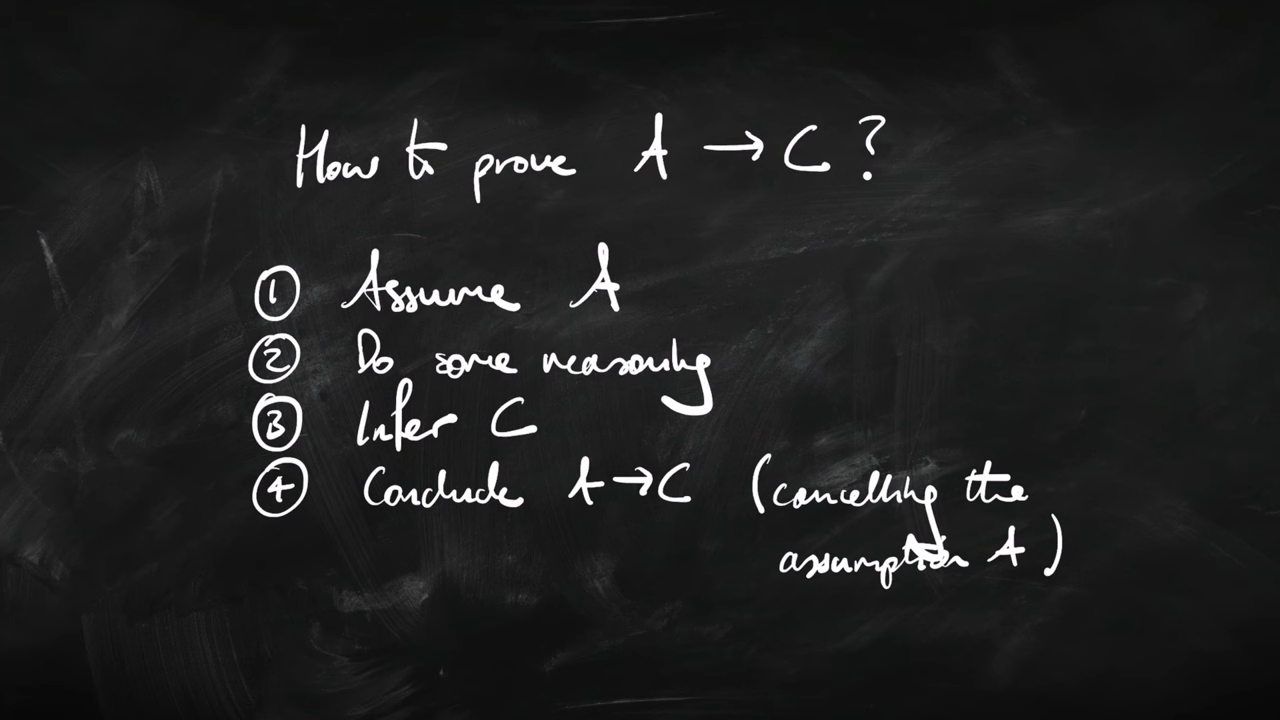 How to prove A → C ?
① Assume A
② Do some reasoning
③ Infer C
④ Conclude A → C (cancelling the
assumption A)